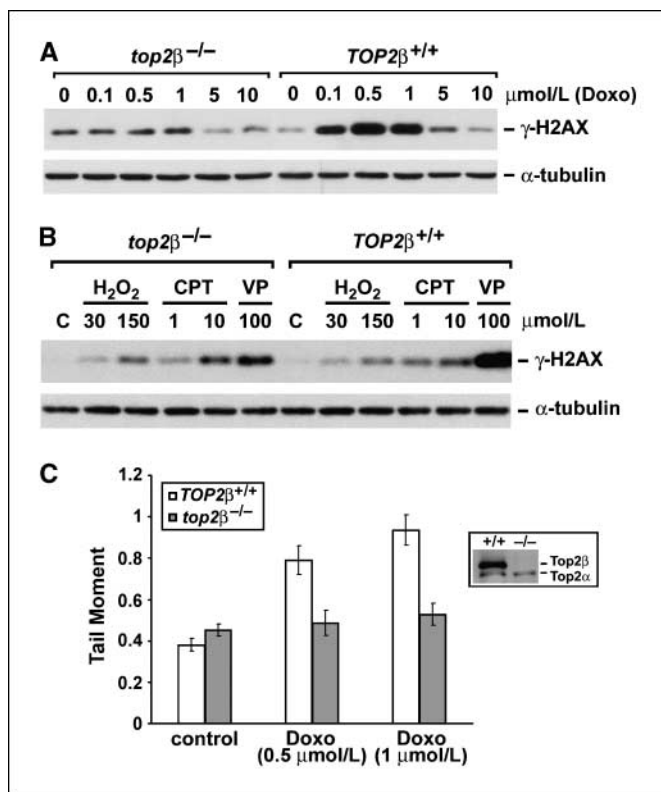 A
top2β−/− TOP2β+/+
0 0.1 0.5 1 5 10 0 0.1 0.5 1 5 10 μmol/L (Doxo)
– γ-H2AX
– α-tubulin
B
top2β−/− TOP2β+/+
H2O2 CPT VP H2O2 CPT VP
C 30 150 1 10 100 C 30 150 1 10 100 μmol/L
– γ-H2AX
– α-tubulin
C
1.2
1
0.8
0.6
0.4
0.2
0
Tail Moment
TOP2β+/+
top2β−/−
+/+ −/−
Top2β
Top2α
control Doxo Doxo
(0.5 μmol/L) (1 μmol/L)